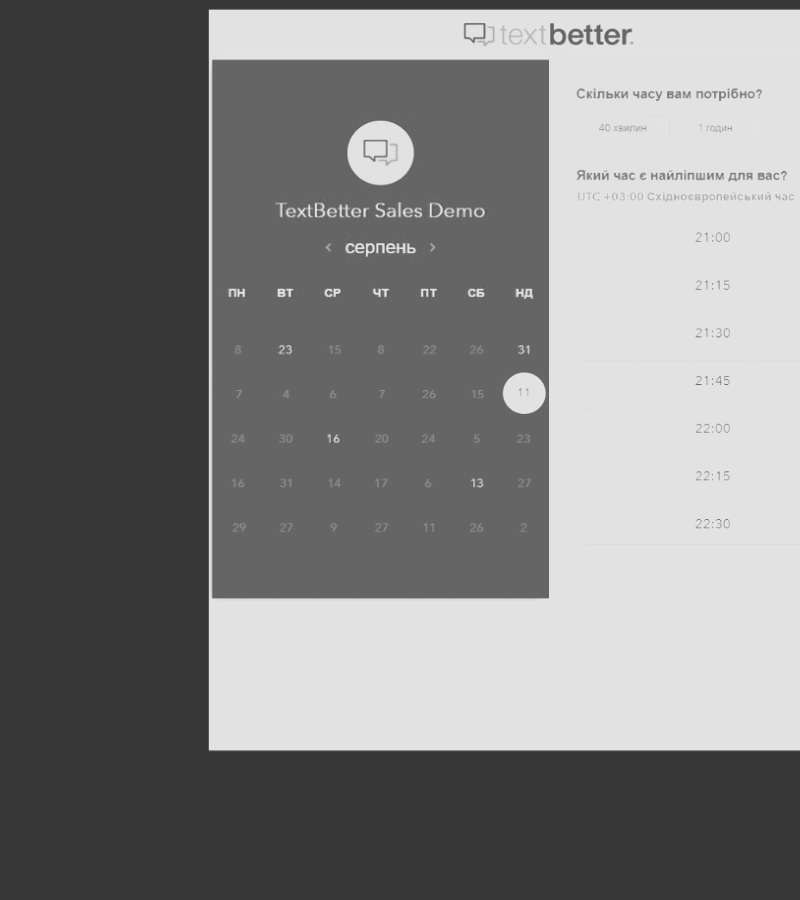 textbetter.
TextBetter Sales Demo
‹ серпень ›
ПН ВТ СР ЧТ ПТ СБ НД
8 23 15 8 22 26 31
7 4 6 7 26 15 11
24 30 16 20 24 5 23
16 31 14 17 6 13 27
29 27 9 27 11 26 2
Скільки часу вам потрібно?
40 хвилин 1 годин
Який час є найліпшим для вас?
UTC +03:00 Східноєвропейський час
21:00
21:15
21:30
21:45
22:00
22:15
22:30